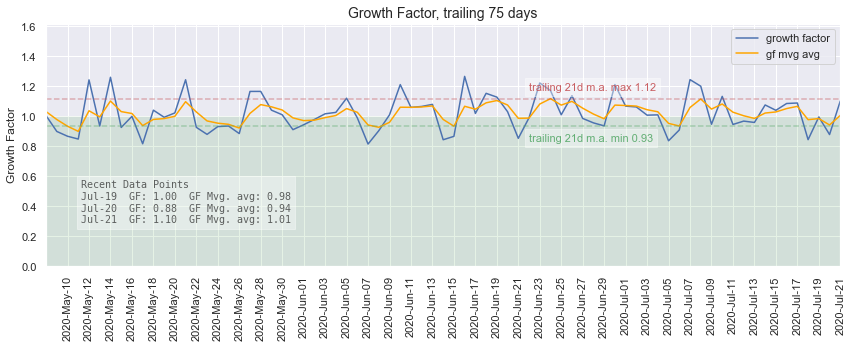 Growth Factor, trailing 75 days
growth factor
gf mvg avg
Growth Factor
1.6
1.4
1.2
1.0
0.8
0.6
0.4
0.2
0.0
trailing 21d m.a. max 1.12
trailing 21d m.a. min 0.93
Recent Data Points
Jul-19  GF: 1.00  GF Mvg. avg: 0.98
Jul-20  GF: 0.88  GF Mvg. avg: 0.94
Jul-21  GF: 1.10  GF Mvg. avg: 1.01
2020-May-10
2020-May-12
2020-May-14
2020-May-16
2020-May-18
2020-May-20
2020-May-22
2020-May-24
2020-May-26
2020-May-28
2020-May-30
2020-Jun-01
2020-Jun-03
2020-Jun-05
2020-Jun-07
2020-Jun-09
2020-Jun-11
2020-Jun-13
2020-Jun-15
2020-Jun-17
2020-Jun-19
2020-Jun-21
2020-Jun-23
2020-Jun-25
2020-Jun-27
2020-Jun-29
2020-Jul-01
2020-Jul-03
2020-Jul-05
2020-Jul-07
2020-Jul-09
2020-Jul-11
2020-Jul-13
2020-Jul-15
2020-Jul-17
2020-Jul-19
2020-Jul-21